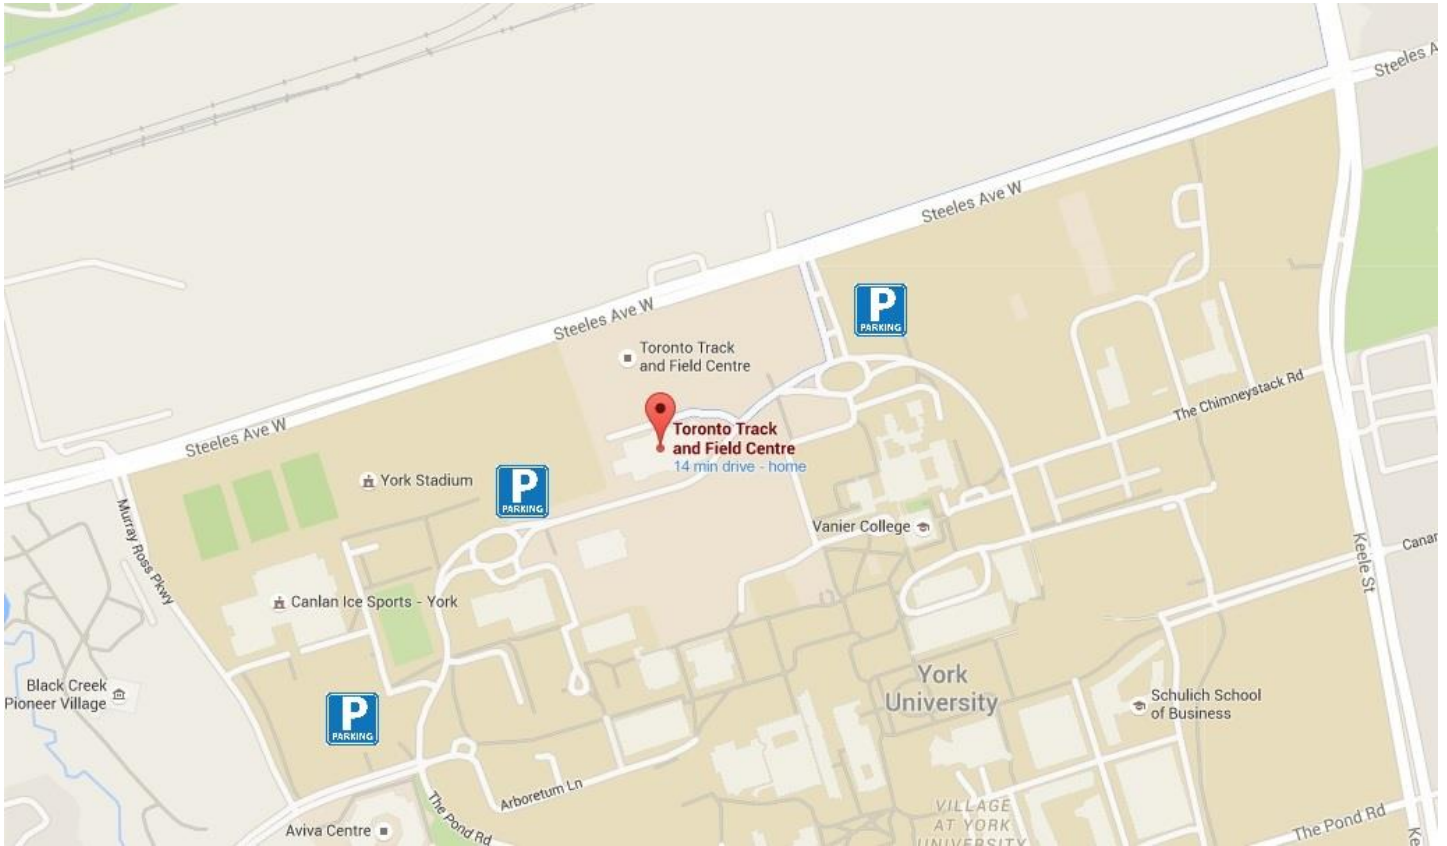 Steeles A
Steeles Ave W
P
PARKING
Steeles Ave W
Toronto Track
and Field Centre
The Chimneystack Rd
Toronto Track
and Field Centre
14 min drive - home
Steeles Ave W
York Stadium
P
PARKING
Murray Ross Pkwy
Vanier College
Keele St
Canar
Canlan Ice Sports - York
Black Creek
Pioneer Village
York
University
Schulich School
of Business
P
PARKING
Arboretum Ln
The Pond Rd
Aviva Centre
VILLAGE
AT YORK
UNIVERSITY
The Pond Rd
Ke